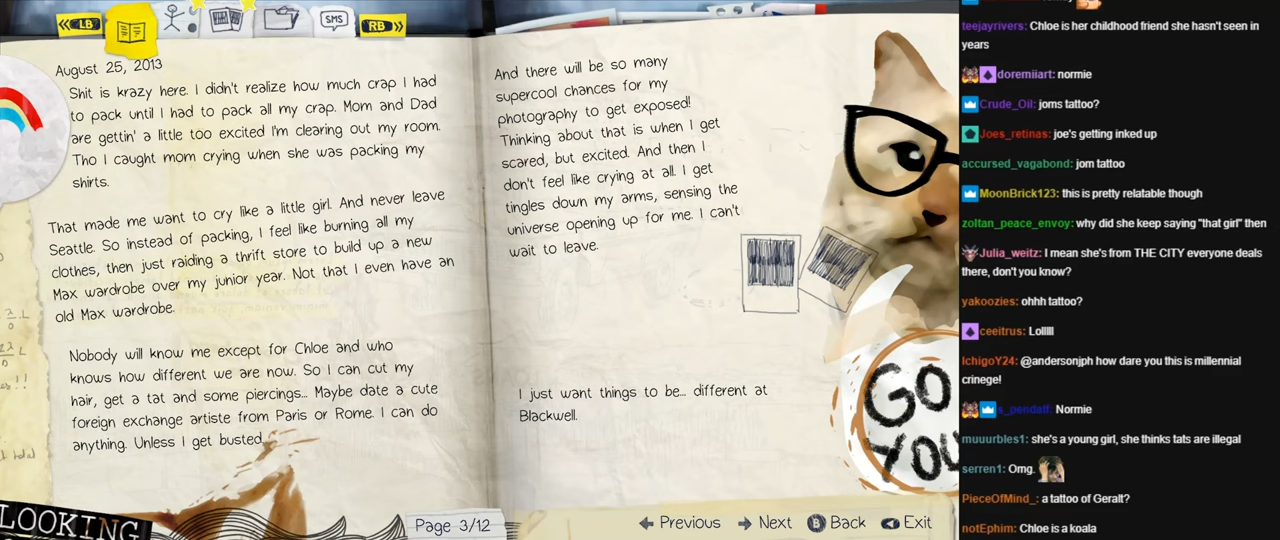 LB
SMS
RB
August 25, 2013
Shit is krazy here. I didn't realize how much crap I had
to pack until I had to pack all my crap. Mom and Dad
are gettin' a little too excited I'm clearing out my room.
Tho I caught mom crying when she was packing my
shirts.
That made me want to cry like a little girl. And never leave
Seattle. So instead of packing, I feel like burning all my
clothes, then just raiding a thrift store to build up a new
Max wardrobe over my junior year. Not that I even have an
old Max wardrobe.
Nobody will know me except for Chloe and who
knows how different we are now. So I can cut my
hair, get a tat and some piercings... Maybe date a cute
foreign exchange artiste from Paris or Rome. I can do
anything. Unless I get busted.
And there will be so many
supercool chances for my
photography to get exposed!
Thinking about that is when I get
scared, but excited. And then I
don't feel like crying at all. I get
tingles down my arms, sensing the
universe opening up for me. I can't
wait to leave.
I just want things to be... different at
Blackwell.
GO
YOU
LOOKING
Page 3/12
Previous
Next
B Back
Exit
teejayrivers: Chloe is her childhood friend she hasn't seen in
years
doremiiart: normie
Crude_Oil: joms tattoo?
Joes_retinas: joe's getting inked up
accursed_vagabond: jom tattoo
MoonBrick123: this is pretty relatable though
zoltan_peace_envoy: why did she keep saying "that girl" then
Julia_weitz: I mean she's from THE CITY everyone deals
there, don't you know?
yakoozies: ohhh tattoo?
ceeitrus: Lolllll
IchigoY24: @andersonjph how dare you this is millennial
crinege!
s_pendalf: Normie
muuurbles1: she's a young girl, she thinks tats are illegal
serren1: Omg.
PieceOfMind_: a tattoo of Geralt?
notEphim: Chloe is a koala